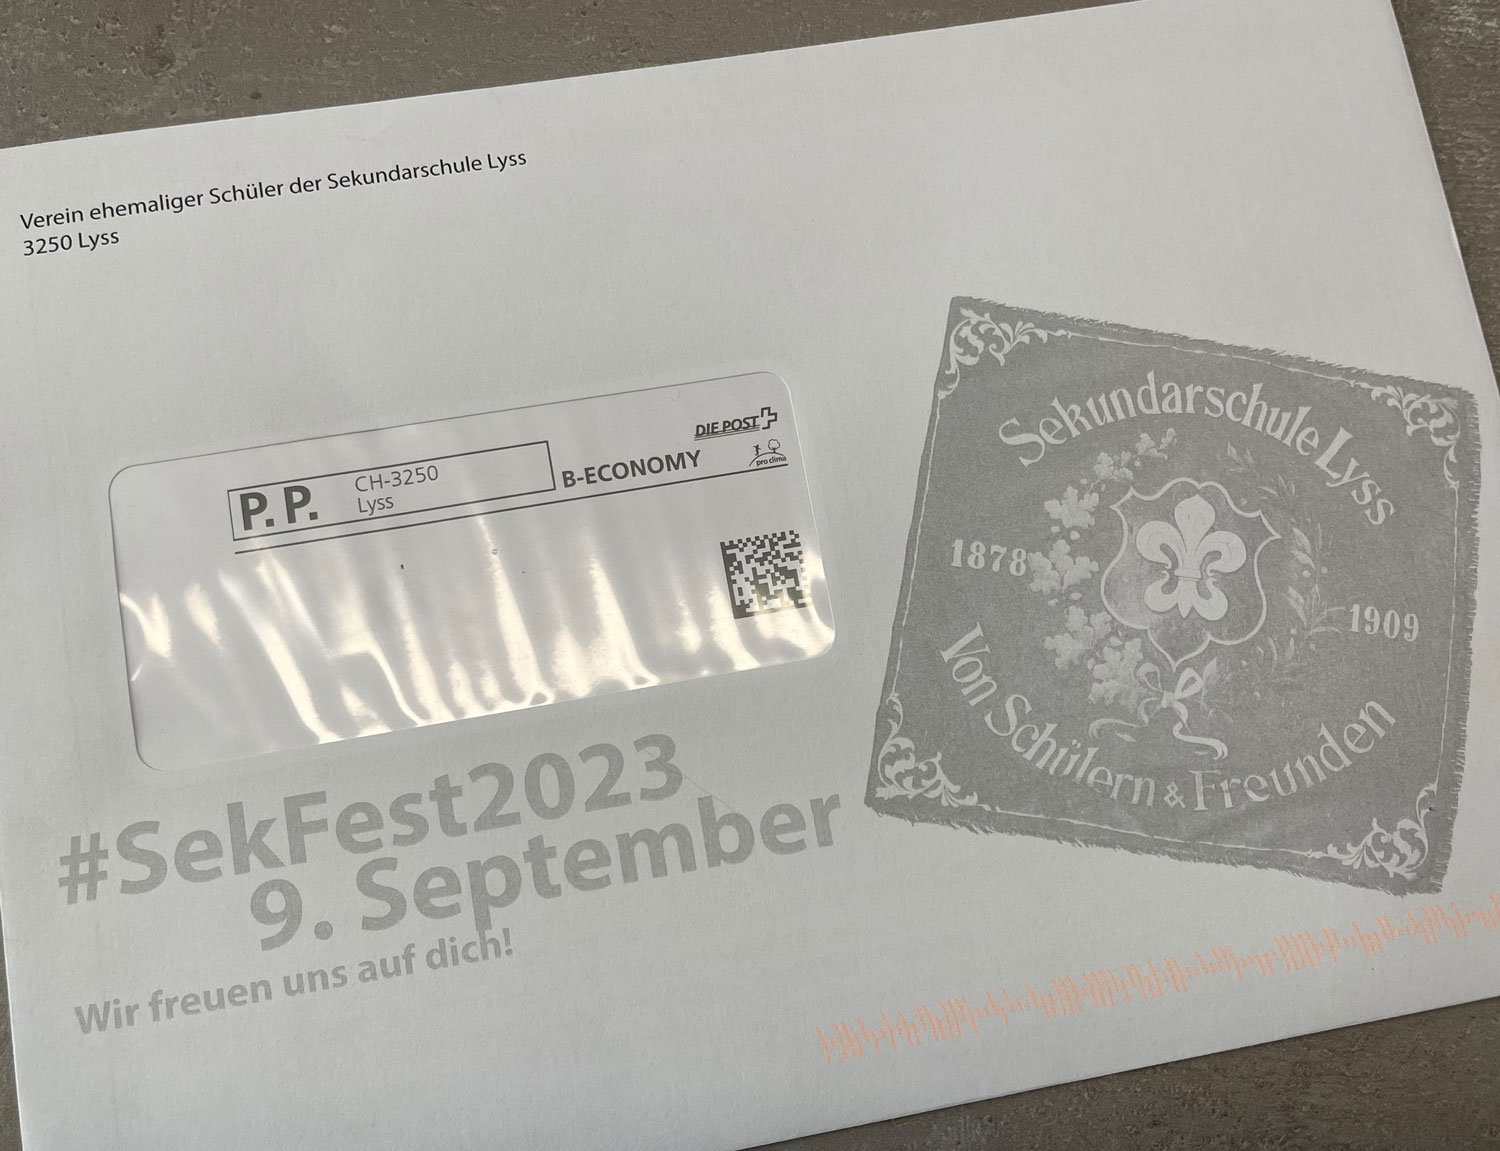 Verein ehemaliger Schüler der Sekundarschule Lyss
3250 Lyss
DIE POST
P.P.
CH-3250
Lyss
B-ECONOMY
pro clima
Sekundarschule Lyss
1878
1909
Von Schülern & Freunden
#SekFest2023
9. September
Wir freuen uns auf dich!